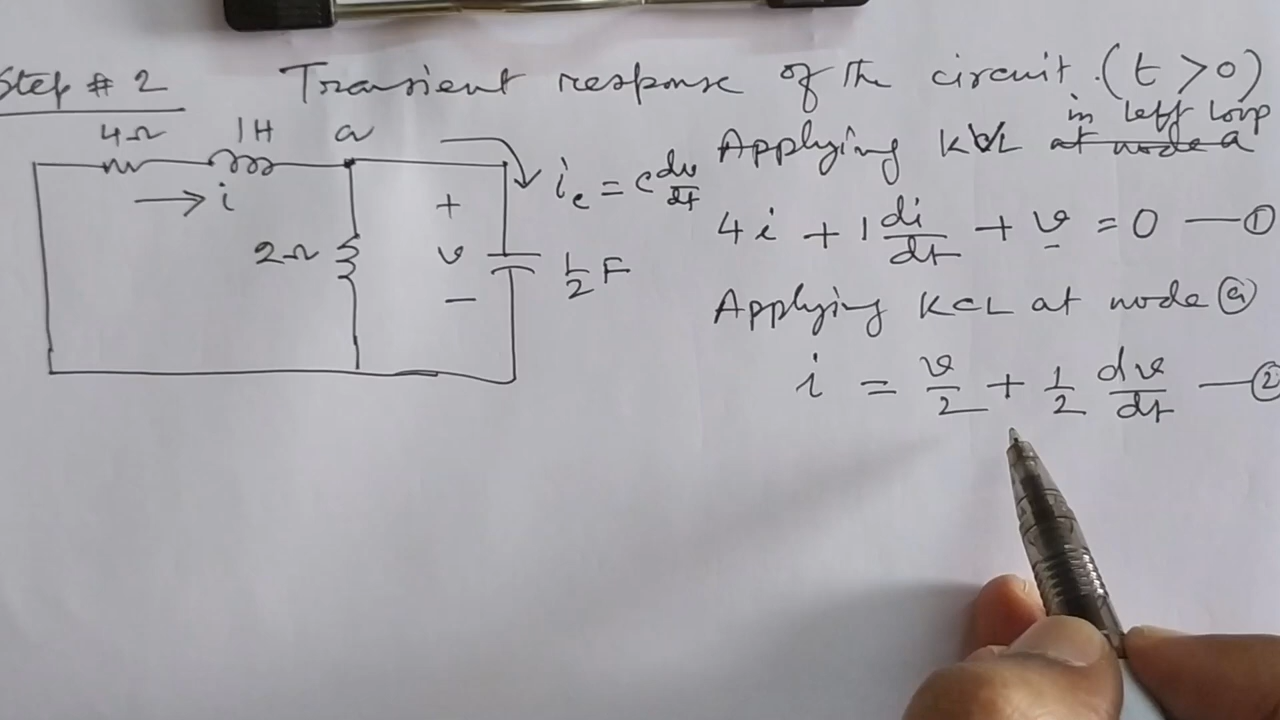 Step # 2 Transient response of the circuit. (t > 0)
in left loop
Applying KVL at node a
4Ω 1H a
i
i_c = C dv/dt
4i + 1 di/dt + v = 0 — ①
2Ω + v − 1/2 F
Applying KCL at node ⓐ
i = v/2 + 1/2 dv/dt — ②